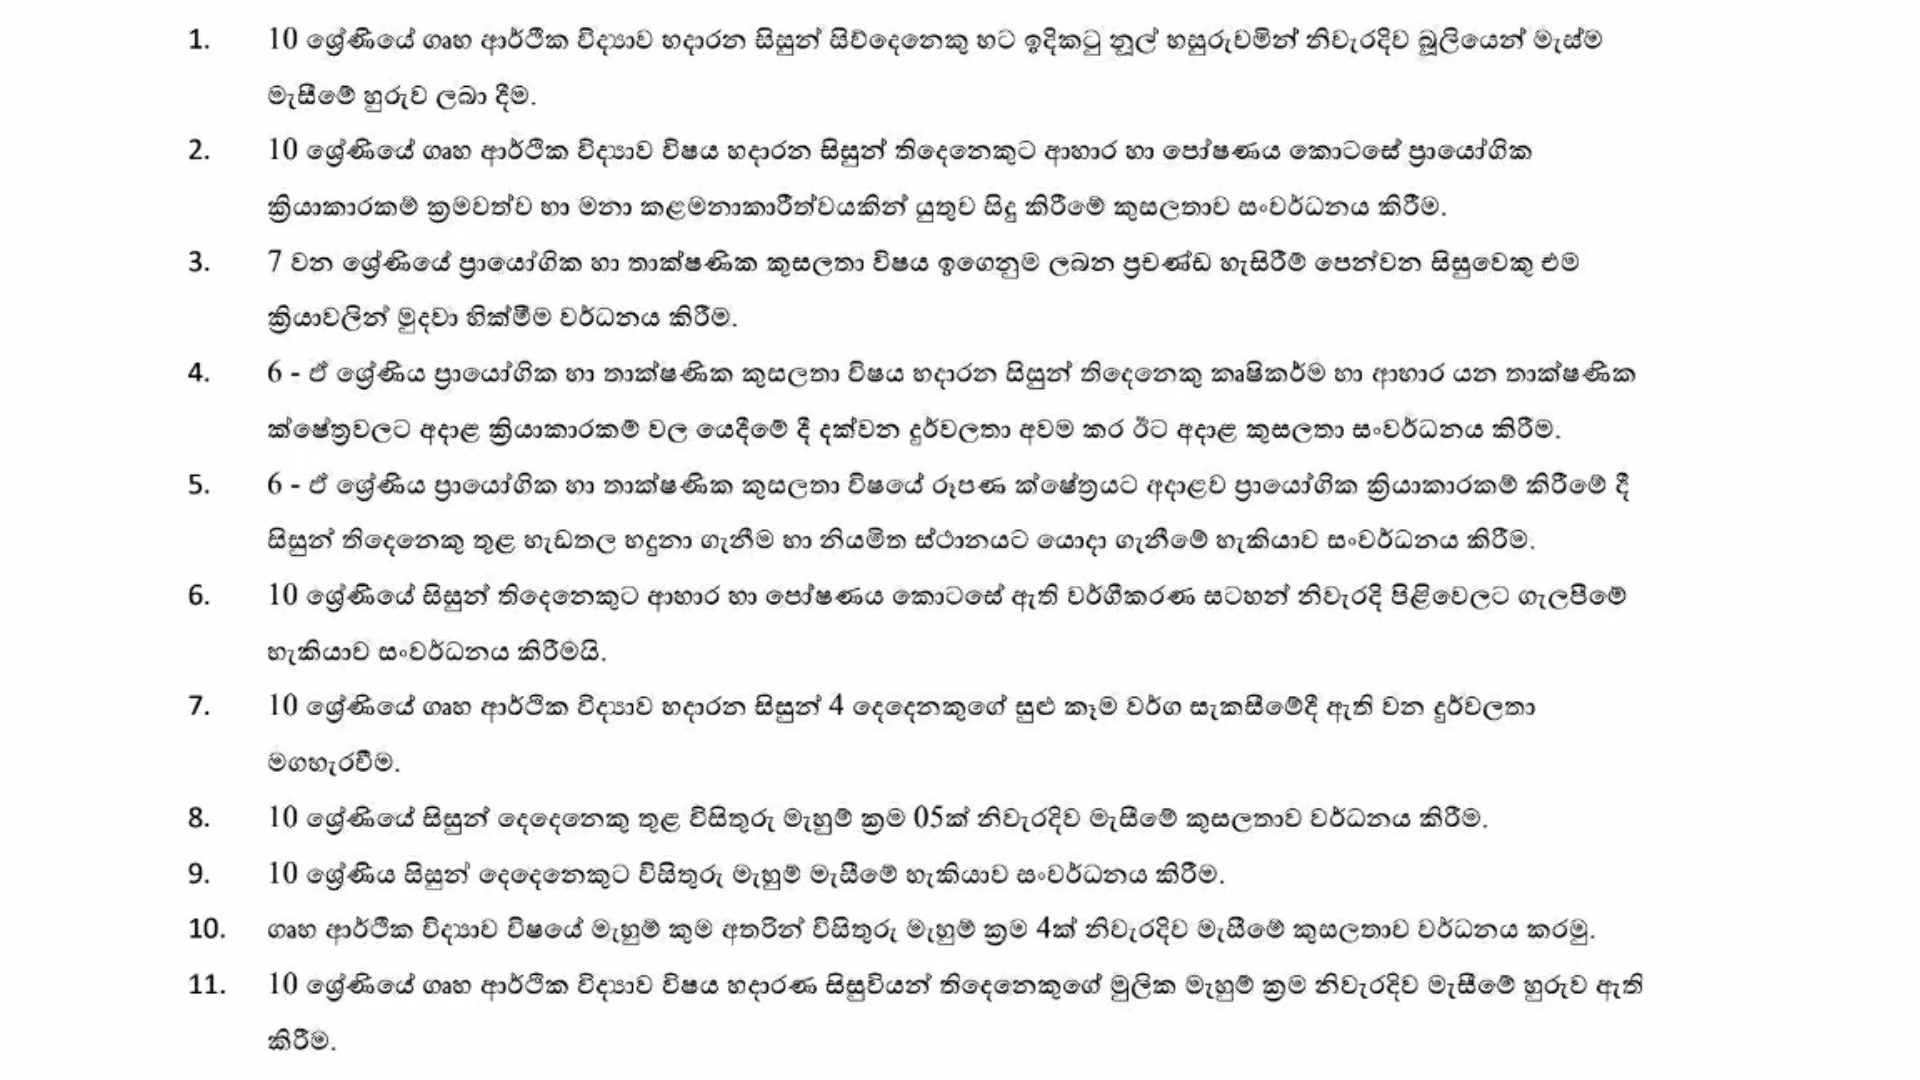 1. 10 ශ්‍රේණියේ ගෘහ ආර්ථික විද්‍යාව හදාරන සිසුන් සිව්දෙනෙකු හට ඉදිකටු නූල් හසුරුවමින් නිවැරදිව බූලියෙන් මැස්ම
මැසීමේ හුරුව ලබා දීම.
2. 10 ශ්‍රේණියේ ගෘහ ආර්ථික විද්‍යාව විෂය හදාරන සිසුන් තිදෙනෙකුට ආහාර හා පෝෂණය කොටසේ ප්‍රායෝගික
ක්‍රියාකාරකම් ක්‍රමවත්ව හා මනා කළමනාකාරීත්වයකින් යුතුව සිදු කිරීමේ කුසලතාව සංවර්ධනය කිරීම.
3. 7 වන ශ්‍රේණියේ ප්‍රායෝගික හා තාක්ෂණික කුසලතා විෂය ඉගෙනුම ලබන ප්‍රචණ්ඩ හැසිරීම් පෙන්වන සිසුවෙකු එම
ක්‍රියාවලින් මුදවා හික්මීම වර්ධනය කිරීම.
4. 6 - ඒ ශ්‍රේණිය ප්‍රායෝගික හා තාක්ෂණික කුසලතා විෂය හදාරන සිසුන් තිදෙනෙකු කෘෂිකර්ම හා ආහාර යන තාක්ෂණික
ක්ෂේත්‍රවලට අදාළ ක්‍රියාකාරකම් වල යෙදීමේ දී දක්වන දුර්වලතා අවම කර ඊට අදාළ කුසලතා සංවර්ධනය කිරීම.
5. 6 - ඒ ශ්‍රේණිය ප්‍රායෝගික හා තාක්ෂණික කුසලතා විෂයේ රූපණ ක්ෂේත්‍රයට අදාළව ප්‍රායෝගික ක්‍රියාකාරකම් කිරීමේ දී
සිසුන් තිදෙනෙකු තුළ හැඩතල හදුනා ගැනීම හා නියමිත ස්ථානයට යොදා ගැනීමේ හැකියාව සංවර්ධනය කිරීම.
6. 10 ශ්‍රේණියේ සිසුන් තිදෙනෙකුට ආහාර හා පෝෂණය කොටසේ ඇති වර්ගීකරණ සටහන් නිවැරදි පිළිවෙලට ගැලපීමේ
හැකියාව සංවර්ධනය කිරීමයි.
7. 10 ශ්‍රේණියේ ගෘහ ආර්ථික විද්‍යාව හදාරන සිසුන් 4 දෙදෙනකුගේ සුළු කෑම වර්ග සැකසීමේදී ඇති වන දුර්වලතා
මගහැරවීම.
8. 10 ශ්‍රේණියේ සිසුන් දෙදෙනෙකු තුළ විසිතුරු මැහුම් ක්‍රම 05ක් නිවැරදිව මැසීමේ කුසලතාව වර්ධනය කිරීම.
9. 10 ශ්‍රේණිය සිසුන් දෙදෙනෙකුට විසිතුරු මැහුම් මැසීමේ හැකියාව සංවර්ධනය කිරීම.
10. ගෘහ ආර්ථික විද්‍යාව විෂයේ මැහුම් කුම අතරින් විසිතුරු මැහුම් ක්‍රම 4ක් නිවැරදිව මැසීමේ කුසලතාව වර්ධනය කරමු.
11. 10 ශ්‍රේණියේ ගෘහ ආර්ථික විද්‍යාව විෂය හදාරණ සිසුවියන් තිදෙනෙකුගේ මුලික මැහුම් ක්‍රම නිවැරදිව මැසීමේ හුරුව ඇති
කිරීම.